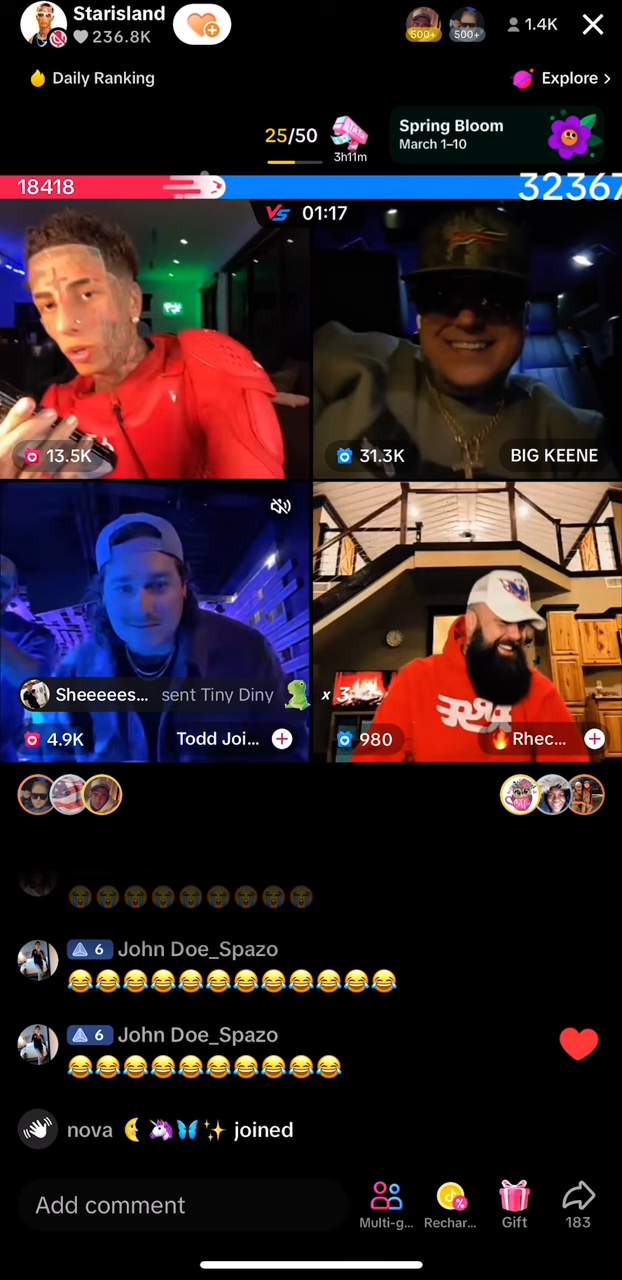 Starisland
236.8K
500+
500+
1.4K
Daily Ranking
Explore >
25/50
3h11m
Spring Bloom
March 1–10
18418
32367
VS 01:17
13.5K
31.3K
BIG KEENE
Sheeeees... sent Tiny Diny x 3
4.9K
Todd Joi...
980
🔥Rhec...
😭😭😭😭😭😭😭😭😭
6 John Doe_Spazo
😂😂😂😂😂😂😂😂😂😂😂😂
6 John Doe_Spazo
😂😂😂😂😂😂😂😂😂😂
nova 🌜🦄🦋✨ joined
Add comment
Multi-g...
Rechar...
Gift
183